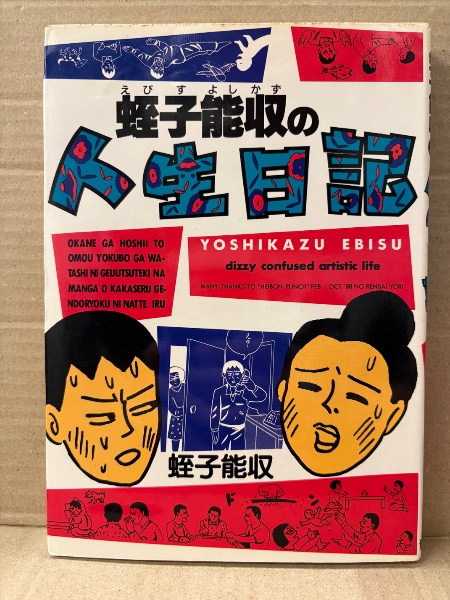 えびす よしかず
蛭子能収の
人生日記
OKANE GA HOSHII TO
OMOU YOKUBO GA WA-
TASHI NI GEIJUTSUTEKI NA
MANGA O KAKASERU GE-
NDORYOKU NI NATTE IRU
YOSHIKAZU EBISU
dizzy confused artistic life
MANY THANKS TO "HEIBON PUNCH" FEB. - OCT. '88 NO RENSAI YORI
蛭子能収